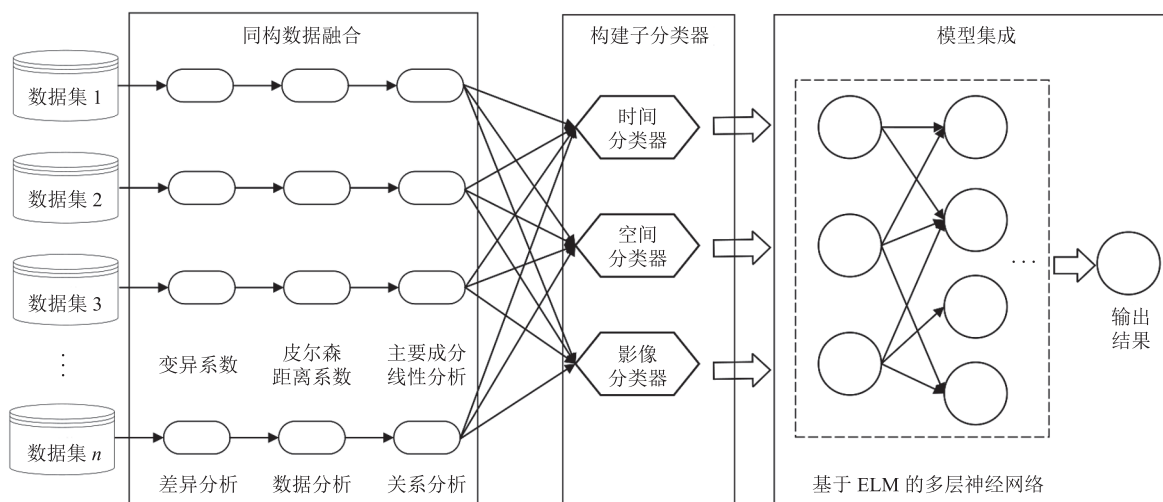 同构数据融合
构建子分类器
模型集成
数据集 1
数据集 2
数据集 3
⋮
数据集 n
变异系数
皮尔森
距离系数
主要成分
线性分析
差异分析
数据分析
关系分析
时间
分类器
空间
分类器
影像
分类器
···
基于 ELM 的多层神经网络
输出
结果